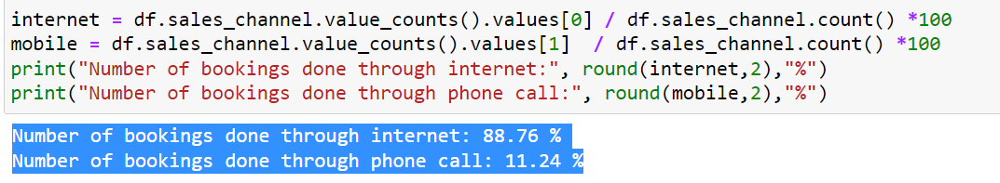 internet = df.sales_channel.value_counts().values[0] / df.sales_channel.count() *100
mobile = df.sales_channel.value_counts().values[1]  / df.sales_channel.count() *100
print("Number of bookings done through internet:", round(internet,2),"%")
print("Number of bookings done through phone call:", round(mobile,2),"%")
Number of bookings done through internet: 88.76 %
Number of bookings done through phone call: 11.24 %